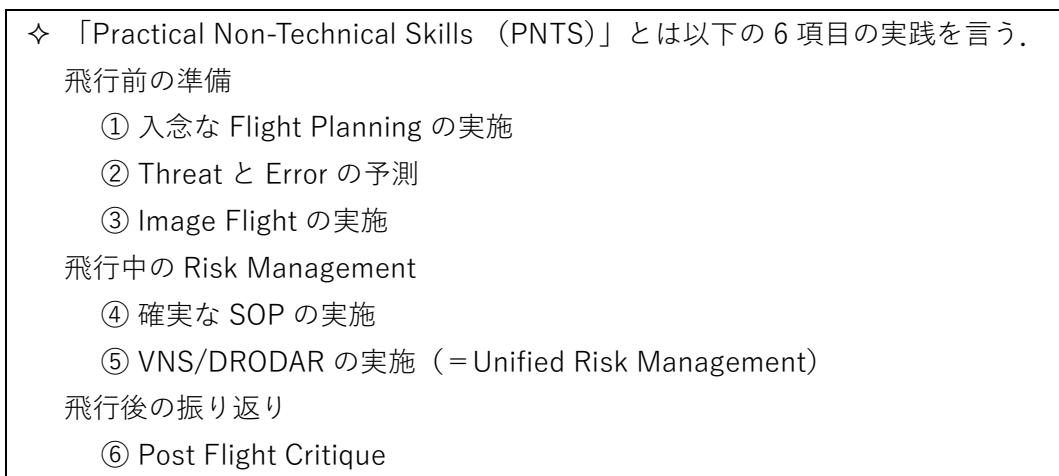 ✧ 「Practical Non-Technical Skills （PNTS）」とは以下の 6 項目の実践を言う．
飛行前の準備
① 入念な Flight Planning の実施
② Threat と Error の予測
③ Image Flight の実施
飛行中の Risk Management
④ 確実な SOP の実施
⑤ VNS/DRODAR の実施（＝Unified Risk Management）
飛行後の振り返り
⑥ Post Flight Critique